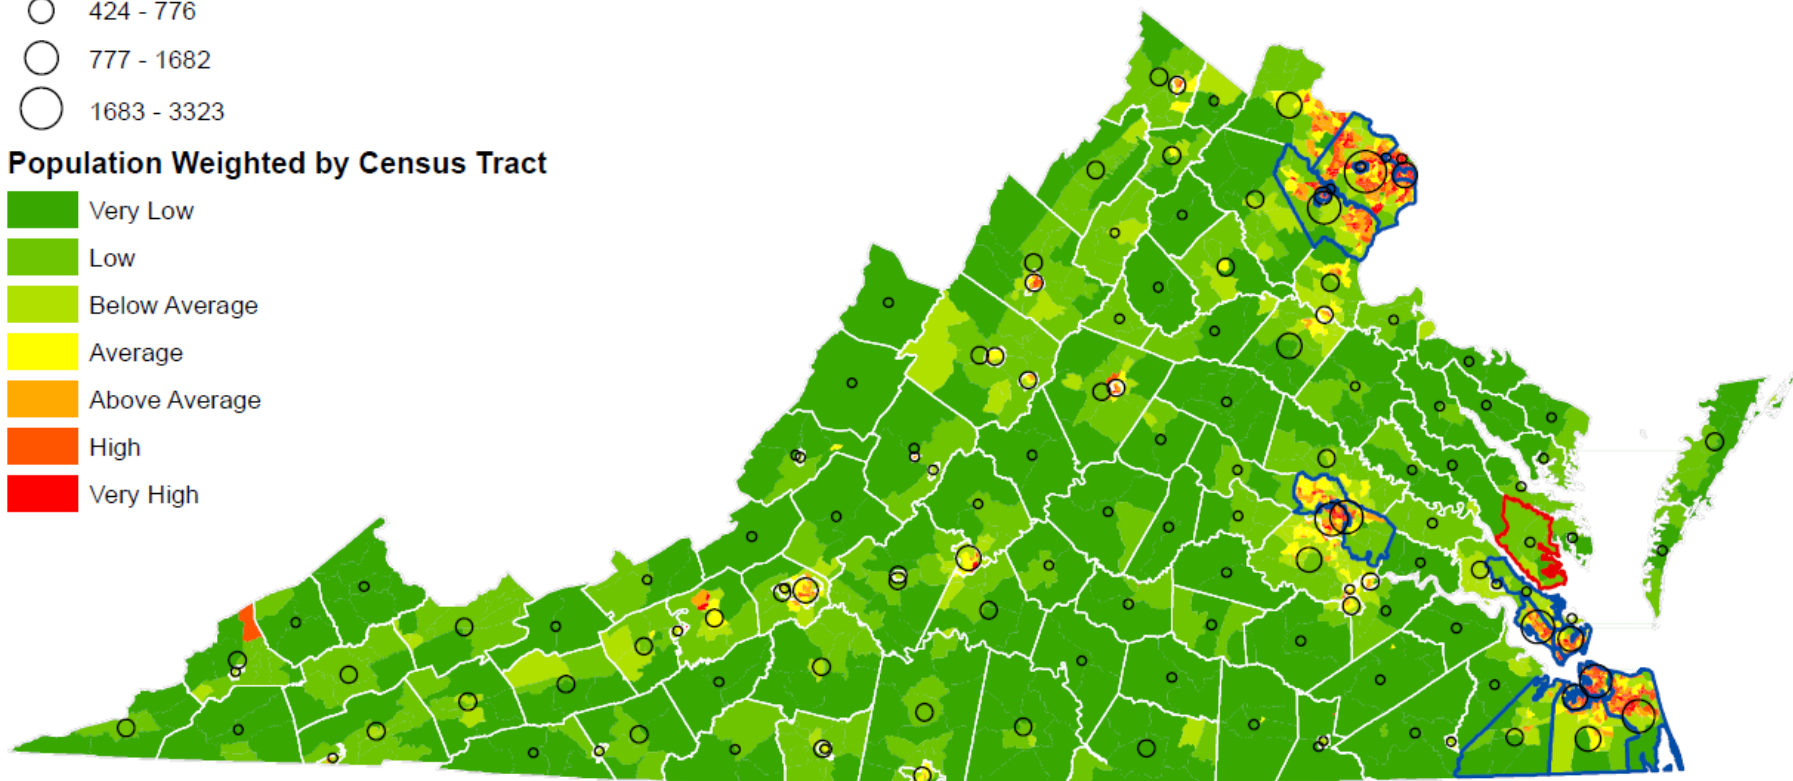 424 - 776
777 - 1682
1683 - 3323
Population Weighted by Census Tract
Very Low
Low
Below Average
Average
Above Average
High
Very High